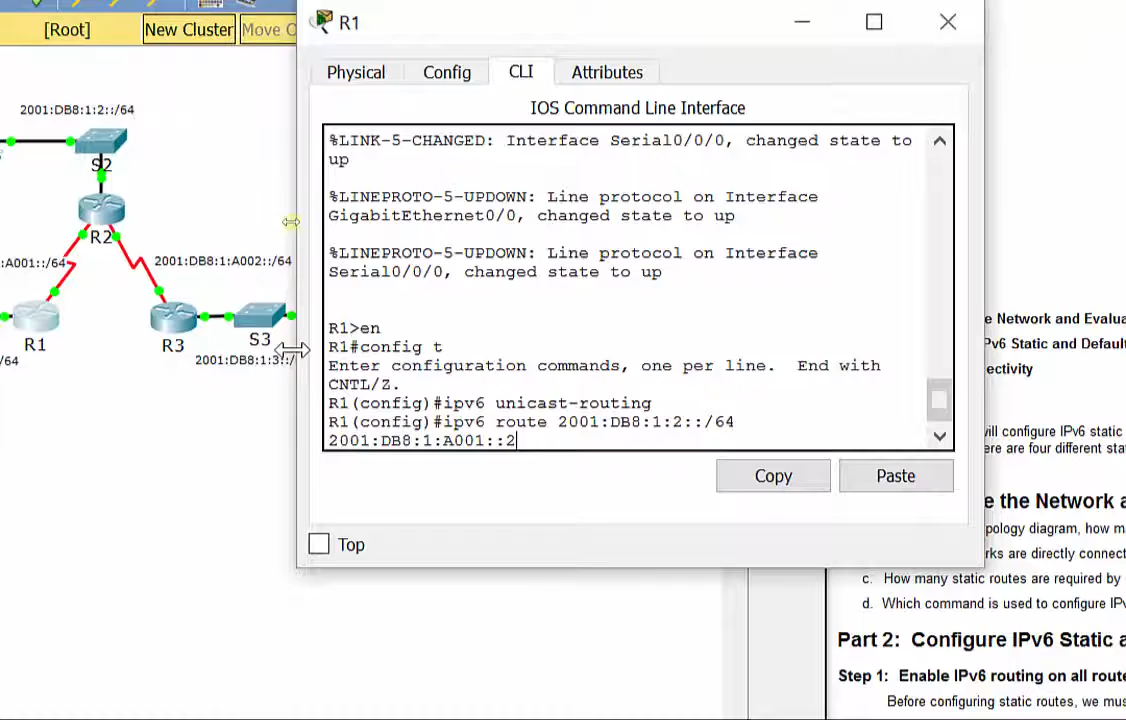 [Root]
New Cluster
Move C
R1
Physical
Config
CLI
Attributes
IOS Command Line Interface
%LINK-5-CHANGED: Interface Serial0/0/0, changed state to
up
%LINEPROTO-5-UPDOWN: Line protocol on Interface
GigabitEthernet0/0, changed state to up
%LINEPROTO-5-UPDOWN: Line protocol on Interface
Serial0/0/0, changed state to up
R1>en
R1#config t
Enter configuration commands, one per line.  End with
CNTL/Z.
R1(config)#ipv6 unicast-routing
R1(config)#ipv6 route 2001:DB8:1:2::/64
2001:DB8:1:A001::2
Copy
Paste
Top
2001:DB8:1:2::/64
S2
R2
:A001::/64
2001:DB8:1:A002::/64
R1
R3
S3
/64
2001:DB8:1:3::/
e Network and Evalua
Pv6 Static and Default
ectivity
will configure IPv6 static
ere are four different sta
e the Network a
pology diagram, how m
rks are directly connect
c. How many static routes are required by
d. Which command is used to configure IPv
Part 2: Configure IPv6 Static a
Step 1: Enable IPv6 routing on all route
Before configuring static routes, we mus